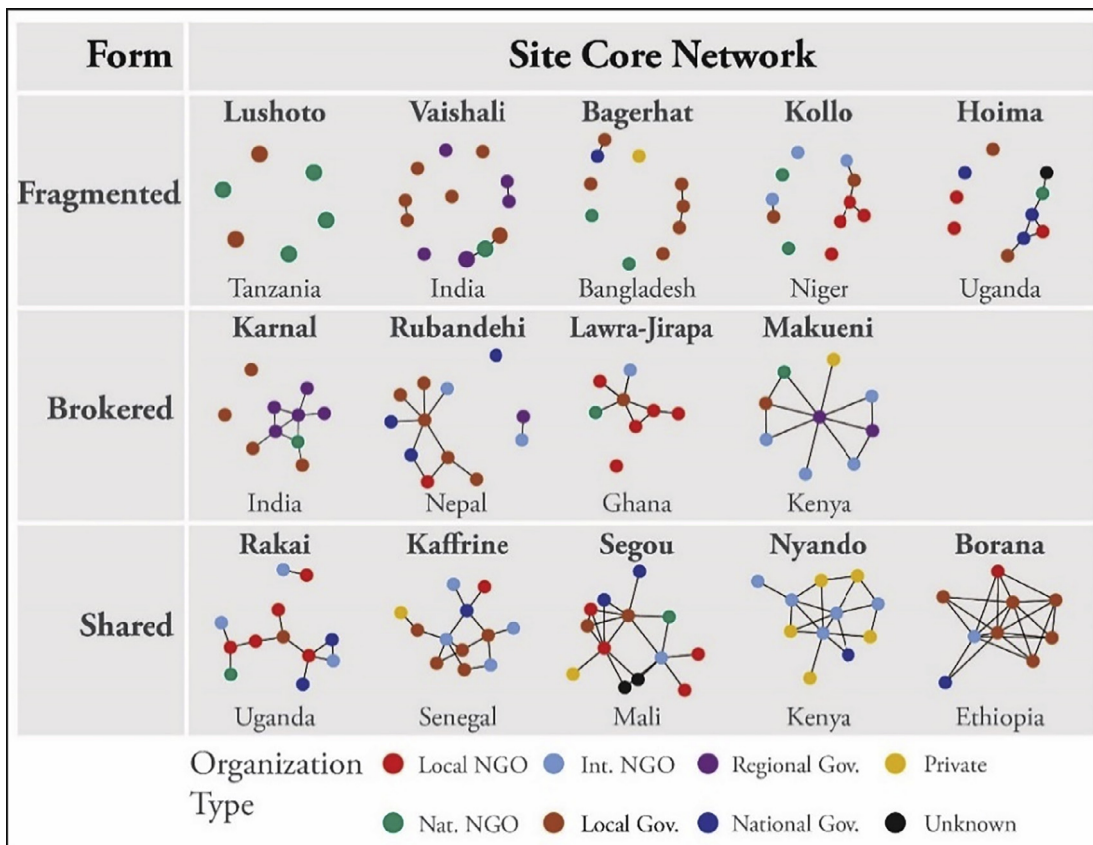 Form Site Core Network
Lushoto Vaishali Bagerhat Kollo Hoima
Fragmented
Tanzania India Bangladesh Niger Uganda
Karnal Rubandehi Lawra-Jirapa Makueni
Brokered
India Nepal Ghana Kenya
Rakai Kaffrine Segou Nyando Borana
Shared
Uganda Senegal Mali Kenya Ethiopia
Organization Type
Local NGO Int. NGO Regional Gov. Private
Nat. NGO Local Gov. National Gov. Unknown